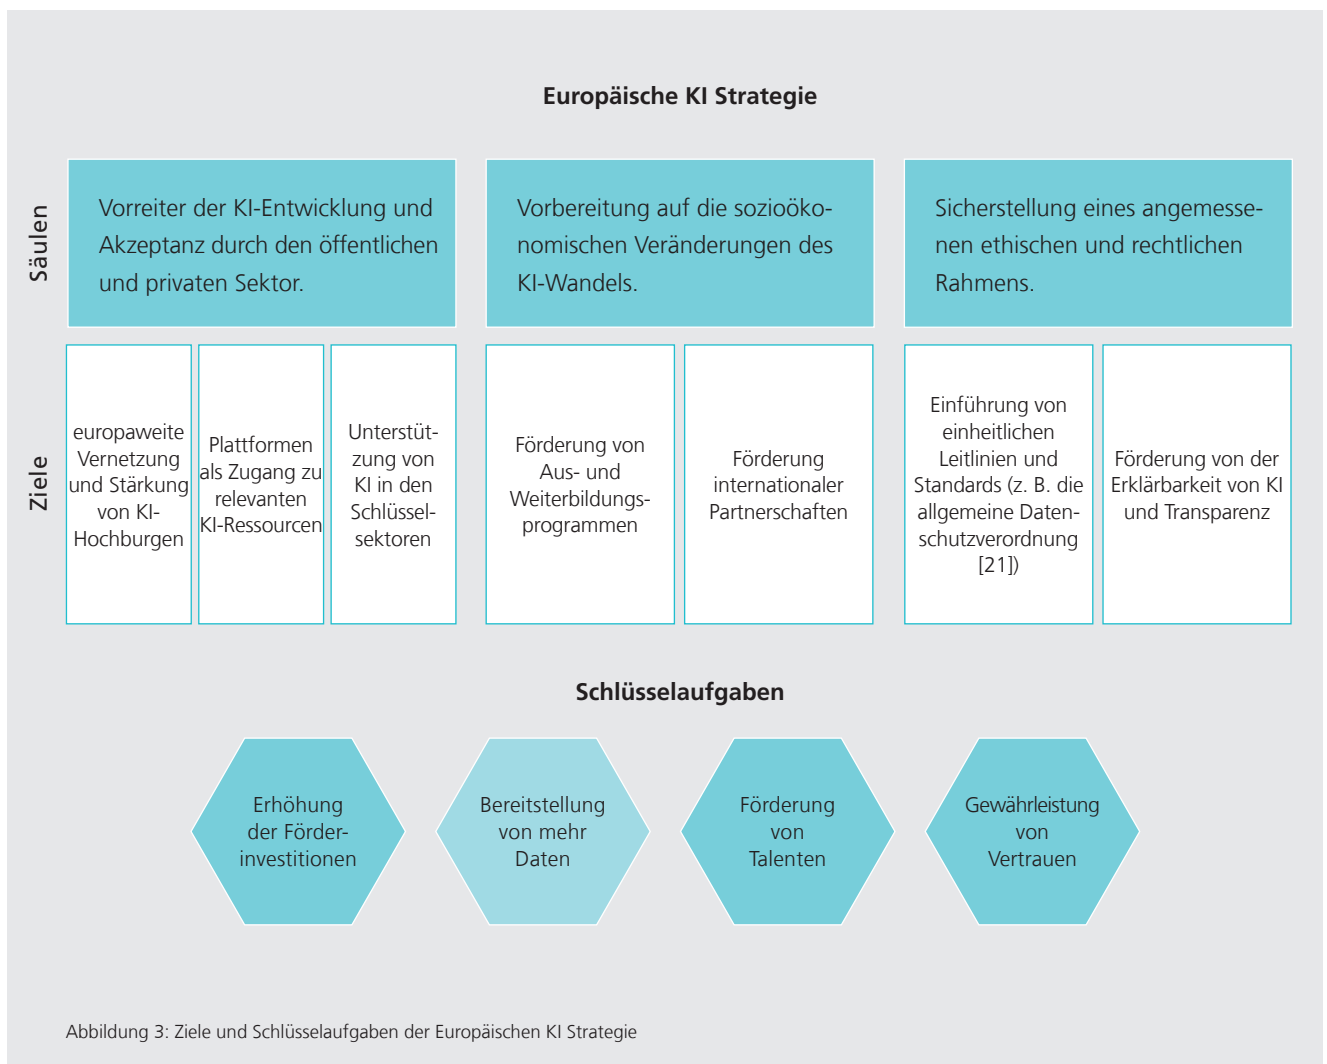 Europäische KI Strategie
Säulen
Vorreiter der KI-Entwicklung und
Akzeptanz durch den öffentlichen
und privaten Sektor.
Vorbereitung auf die sozioöko-
nomischen Veränderungen des
KI-Wandels.
Sicherstellung eines angemesse-
nen ethischen und rechtlichen
Rahmens.
Ziele
europaweite
Vernetzung
und Stärkung
von KI-
Hochburgen
Plattformen
als Zugang zu
relevanten
KI-Ressourcen
Unterstüt-
zung von
KI in den
Schlüssel-
sektoren
Förderung von
Aus- und
Weiterbildungs-
programmen
Förderung
internationaler
Partnerschaften
Einführung von
einheitlichen
Leitlinien und
Standards (z. B. die
allgemeine Daten-
schutzverordnung
[21])
Förderung von der
Erklärbarkeit von KI
und Transparenz
Schlüsselaufgaben
Erhöhung
der Förder-
investitionen
Bereitstellung
von mehr
Daten
Förderung
von
Talenten
Gewährleistung
von
Vertrauen
Abbildung 3: Ziele und Schlüsselaufgaben der Europäischen KI Strategie